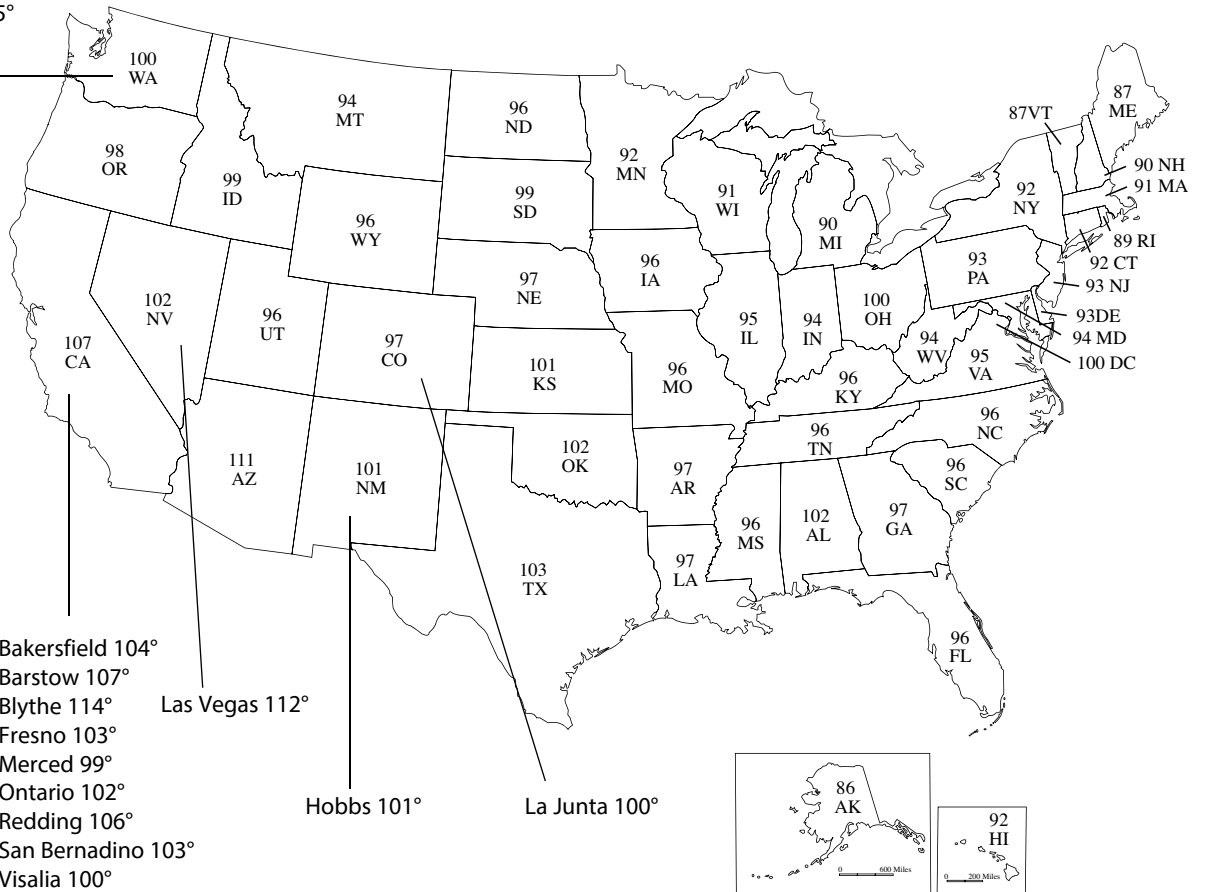 5°
100
WA
94
MT
96
ND
92
MN
98
OR
99
ID
96
WY
99
SD
91
WI
90
MI
87VT
87
ME
90 NH
91 MA
92
NY
89 RI
92 CT
93 NJ
93
PA
93DE
94 MD
100 DC
107
CA
102
NV
96
UT
97
CO
97
NE
96
IA
95
IL
94
IN
100
OH
94
WV
95
VA
101
KS
96
MO
96
KY
96
TN
96
NC
96
SC
111
AZ
101
NM
102
OK
97
AR
96
MS
102
AL
97
GA
103
TX
97
LA
96
FL
Bakersfield 104°
Barstow 107°
Blythe 114°
Fresno 103°
Merced 99°
Ontario 102°
Redding 106°
San Bernadino 103°
Visalia 100°
Las Vegas 112°
Hobbs 101°
La Junta 100°
86
AK
0 600 Miles
92
HI
0 200 Miles